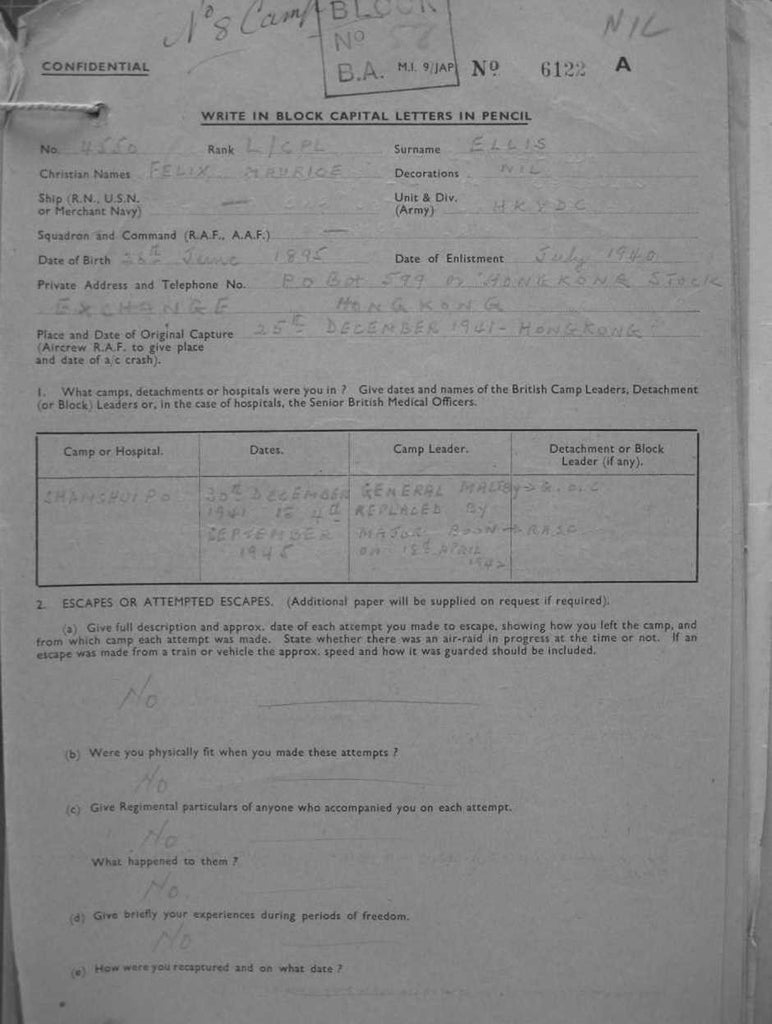 No 8 Camp
BLOCK
NIL
No 58
CONFIDENTIAL
B.A. M.I. 9/JAP No 6122 A
WRITE IN BLOCK CAPITAL LETTERS IN PENCIL
No. 4550 Rank L/CPL Surname ELLIS
Christian Names FELIX MAURICE Decorations NIL
Ship (R.N., U.S.N. or Merchant Navy) — Unit & Div. (Army) HKVDC
Squadron and Command (R.A.F., A.A.F.) —
Date of Birth 26th June 1895 Date of Enlistment July 1940
Private Address and Telephone No. PO Box 599 or HONGKONG STOCK
EXCHANGE HONGKONG
Place and Date of Original Capture 25th DECEMBER 1941 - HONGKONG
(Aircrew R.A.F. to give place
and date of a/c crash).
1. What camps, detachments or hospitals were you in ? Give dates and names of the British Camp Leaders, Detachment
(or Block) Leaders or, in the case of hospitals, the Senior British Medical Officers.
Camp or Hospital. Dates. Camp Leader. Detachment or Block
Leader (if any).
SHAMSHUIPO 30th DECEMBER GENERAL MALTBY G.O.C
1941 to 4th REPLACED By
SEPTEMBER MAJOR BOON RASC
1945 on 18th APRIL
1942
2. ESCAPES OR ATTEMPTED ESCAPES. (Additional paper will be supplied on request if required).
(a) Give full description and approx. date of each attempt you made to escape, showing how you left the camp, and
from which camp each attempt was made. State whether there was an air-raid in progress at the time or not. If an
escape was made from a train or vehicle the approx. speed and how it was guarded should be included.
No
(b) Were you physically fit when you made these attempts ?
No
(c) Give Regimental particulars of anyone who accompanied you on each attempt.
No
What happened to them ?
No
(d) Give briefly your experiences during periods of freedom.
No
(e) How were you recaptured and on what date ?